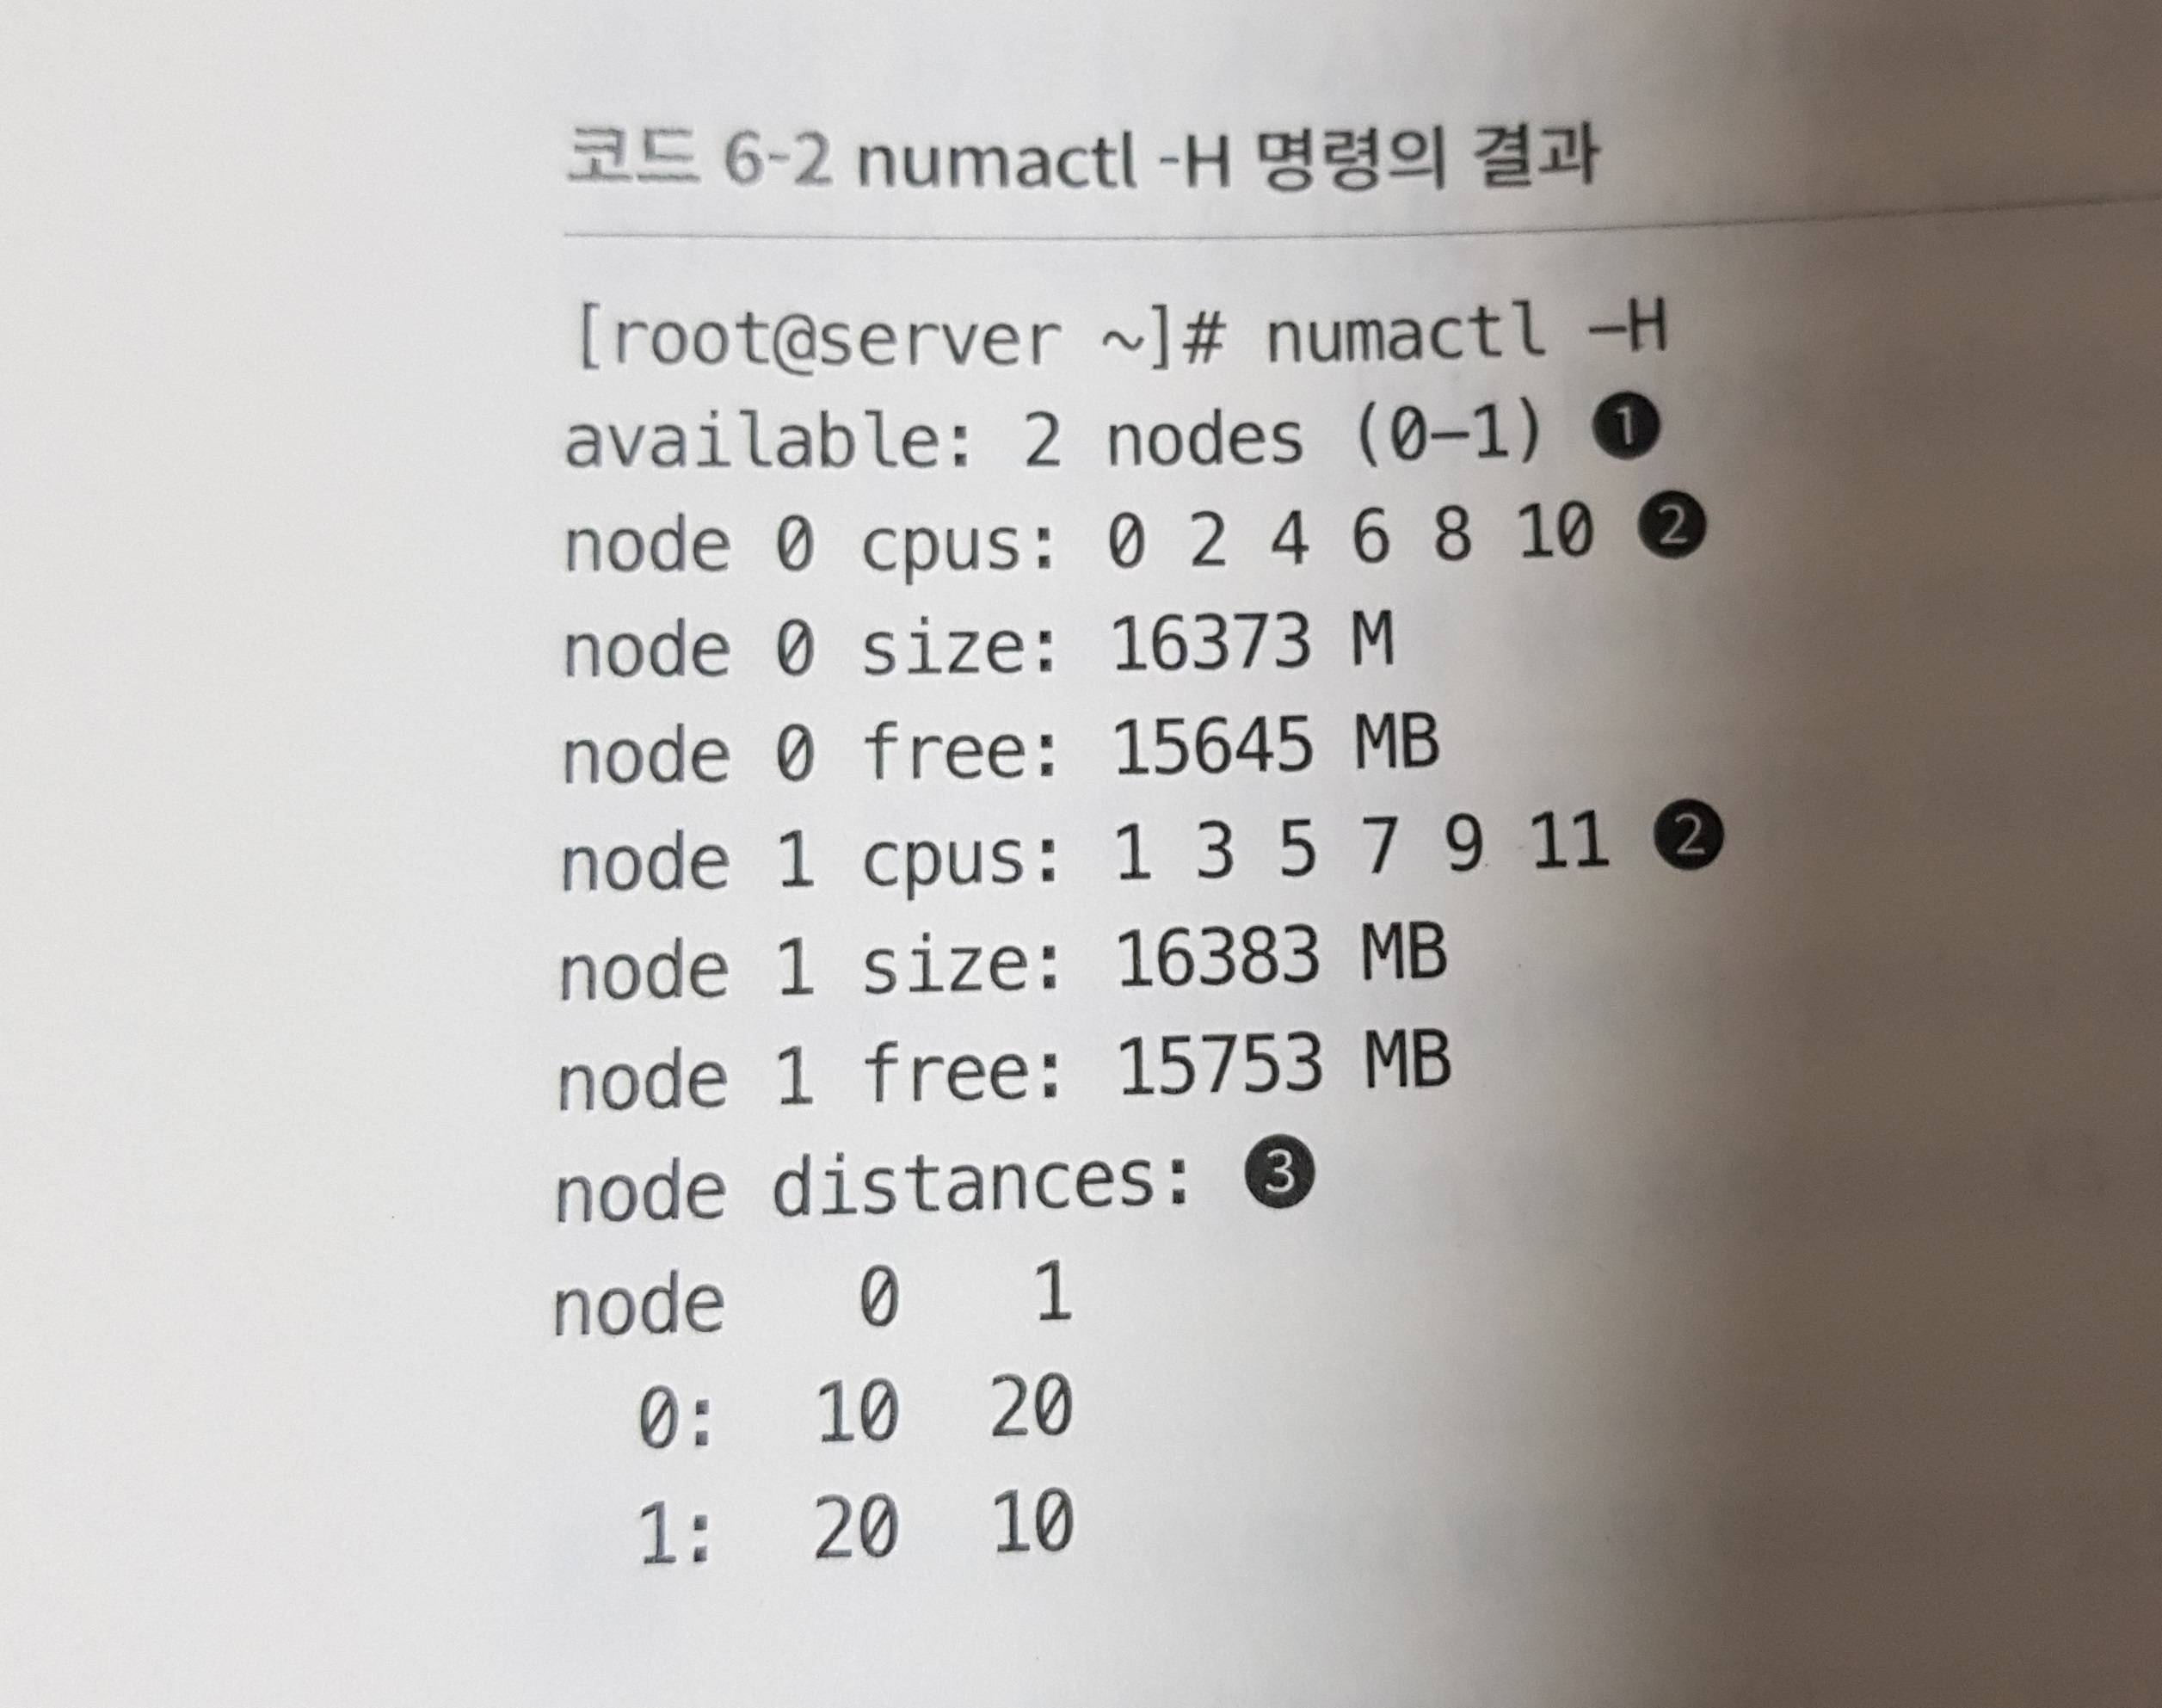 코드 6-2 numactl -H 명령의 결과
[root@server ~]# numactl –H
available: 2 nodes (0–1) ❶
node 0 cpus: 0 2 4 6 8 10 ❷
node 0 size: 16373 M
node 0 free: 15645 MB
node 1 cpus: 1 3 5 7 9 11 ❷
node 1 size: 16383 MB
node 1 free: 15753 MB
node distances: ❸
node 0 1
0: 10 20
1: 20 10